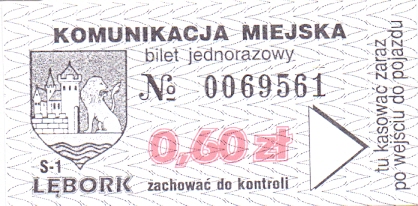 KOMUNIKACJA MIEJSKA
bilet jednorazowy
№ 0069561
0,60 zł
S-1
LĘBORK
zachować do kontroli
tu kasować zaraz
po wejściu do pojazdu